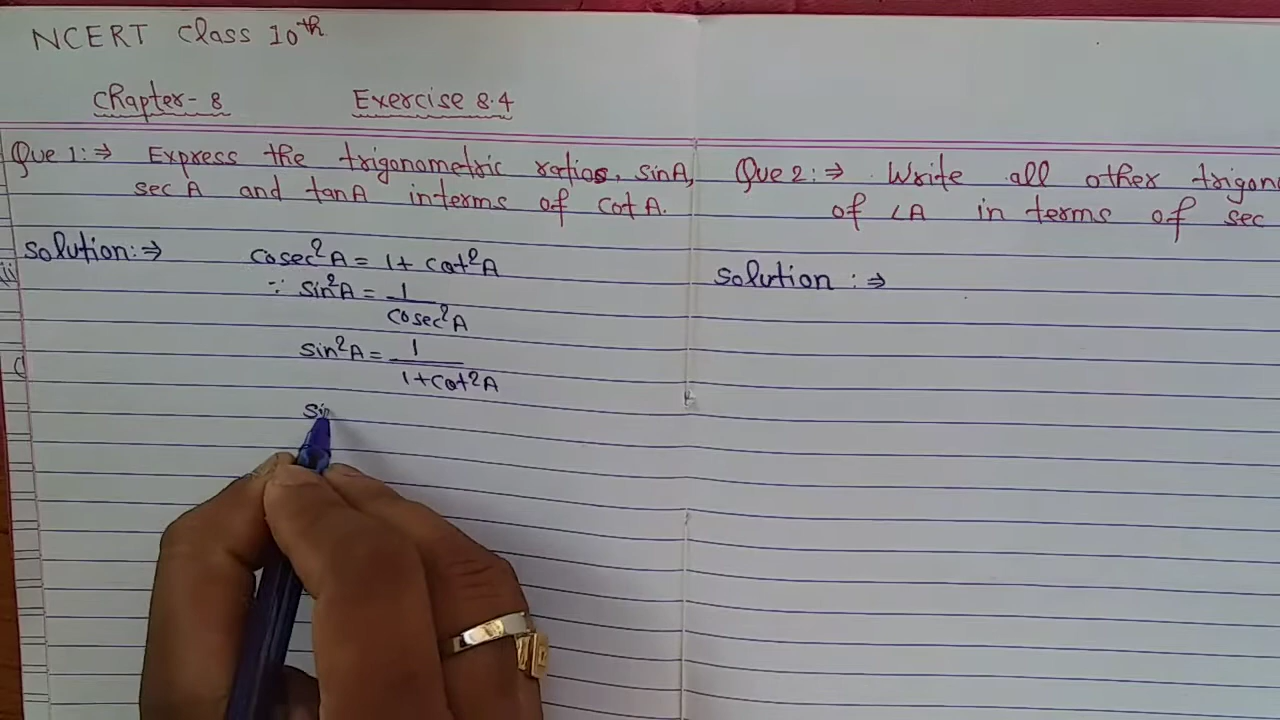 NCERT Class 10th
Chapter-8 Exercise 8.4
Que 1:⇒ Express the trigonometric ratios, sinA,
sec A and tanA interms of cotA.
Solution:⇒ cosec²A = 1 + cot²A
∵ sin²A = 1/cosec²A
sin²A = 1/1+cot²A
si
Que 2:⇒ Write all other trigon
of ∠A in terms of sec
Solution :⇒